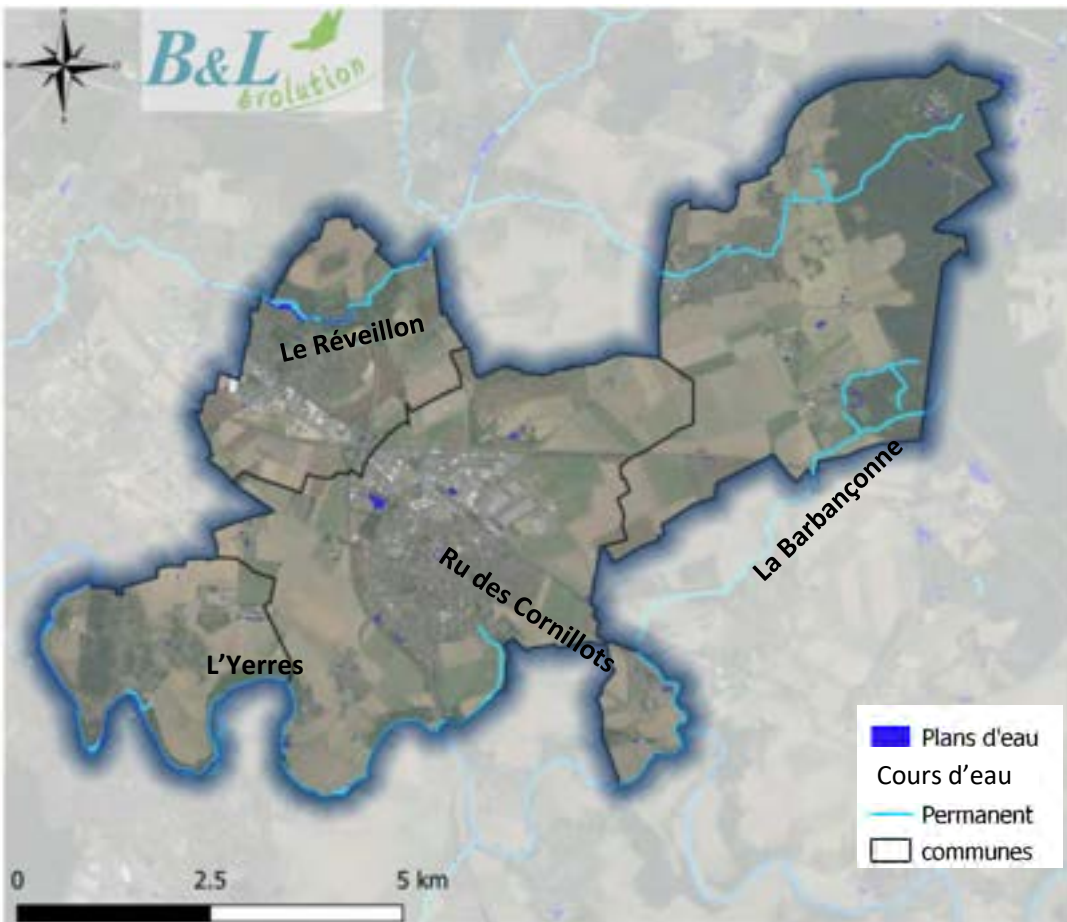 B&L
évolution
Le Réveillon
La Barbançonne
Ru des Cornillots
L'Yerres
Plans d'eau
Cours d'eau
Permanent
communes
0 2.5 5 km